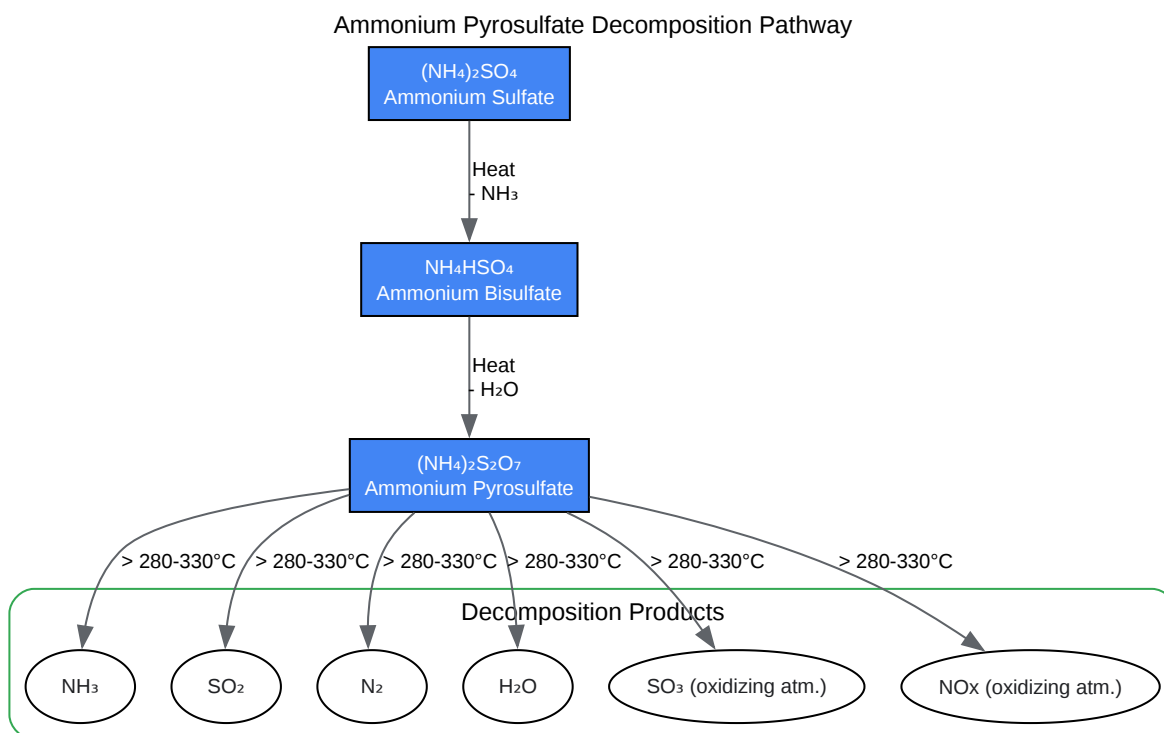 Ammonium Pyrosulfate Decomposition Pathway
(NH₄)₂SO₄
Ammonium Sulfate
Heat
- NH₃
NH₄HSO₄
Ammonium Bisulfate
Heat
- H₂O
(NH₄)₂S₂O₇
Ammonium Pyrosulfate
> 280-330°C
> 280-330°C
> 280-330°C
> 280-330°C
> 280-330°C
> 280-330°C
Decomposition Products
NH₃
SO₂
N₂
H₂O
SO₃ (oxidizing atm.)
NOx (oxidizing atm.)